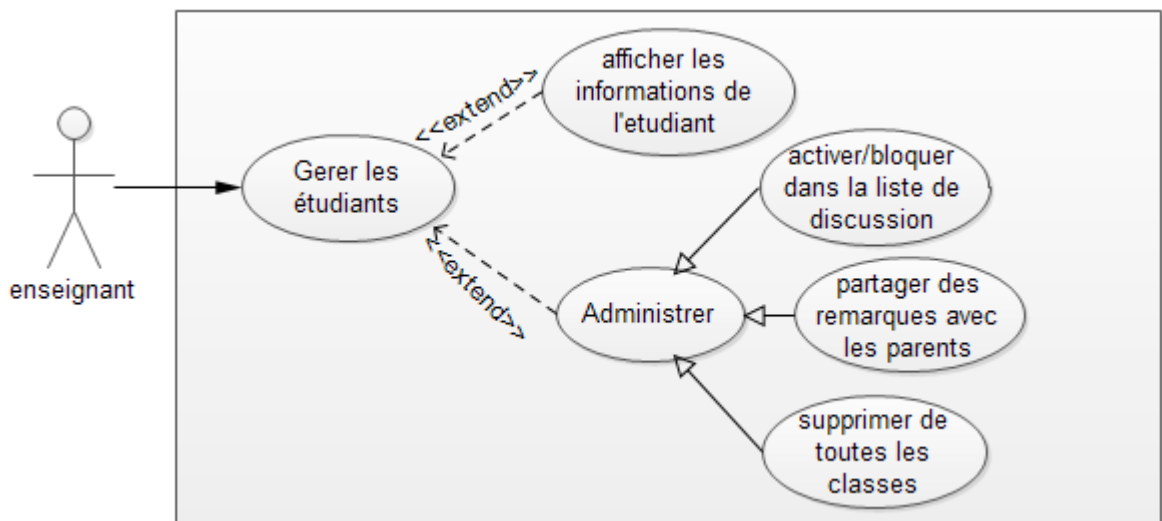 afficher les
informations de
l'etudiant
<<extend>>
Gerer les
étudiants
enseignant
<<extend>>
activer/bloquer
dans la liste de
discussion
Administrer
partager des
remarques avec
les parents
supprimer de
toutes les
classes